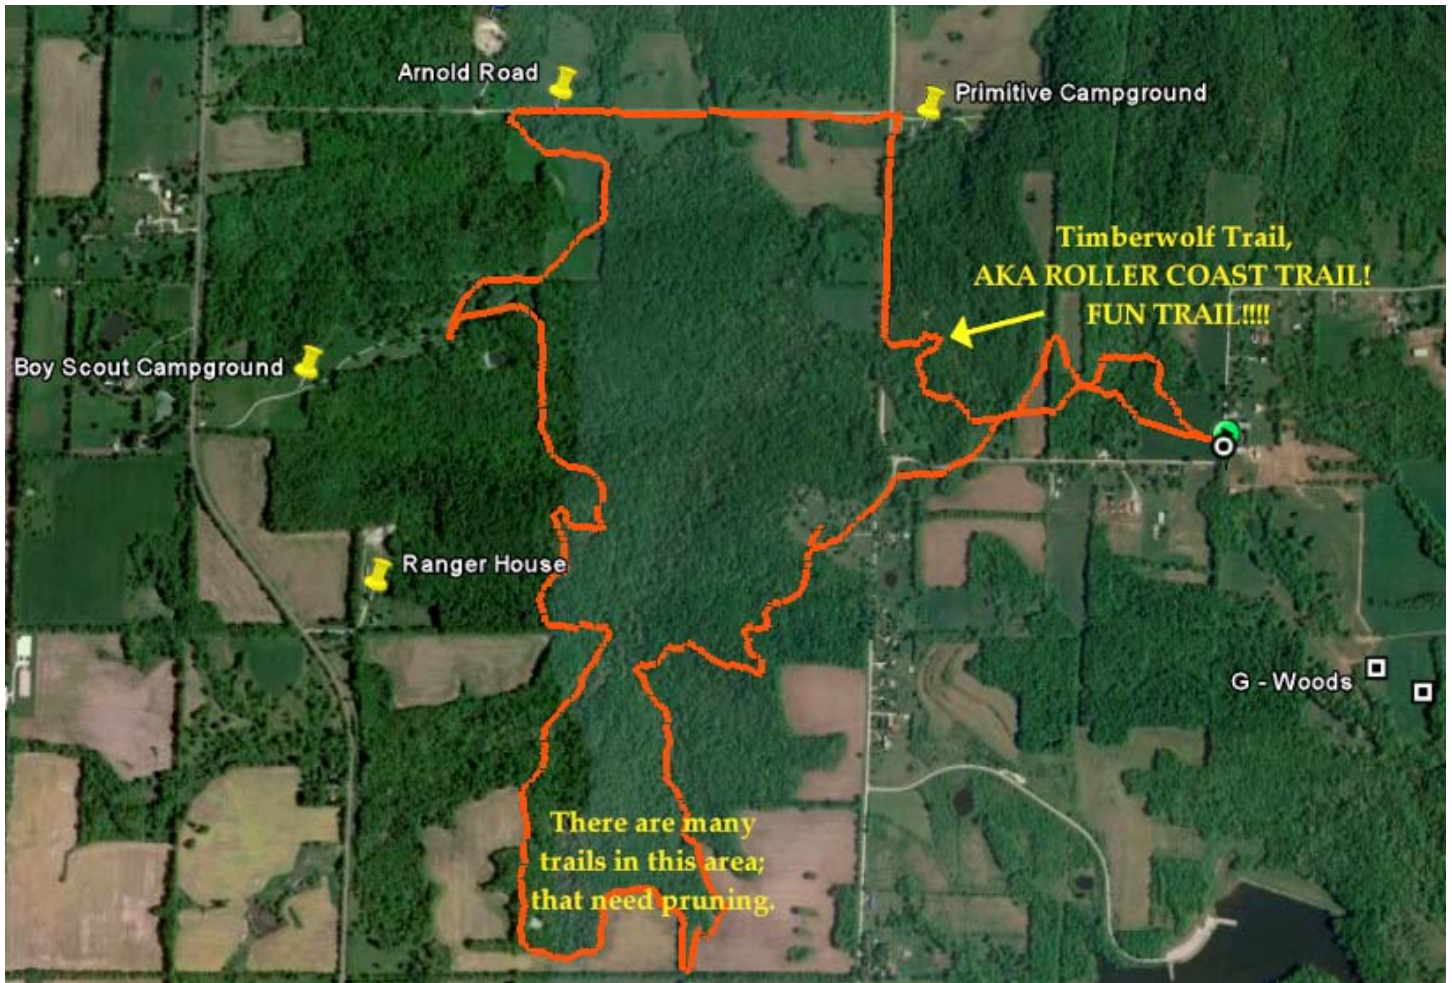 Arnold Road
Primitive Campground
Timberwolf Trail,
AKA ROLLER COAST TRAIL!
FUN TRAIL!!!!
Boy Scout Campground
Ranger House
G - Woods
There are many
trails in this area;
that need pruning.